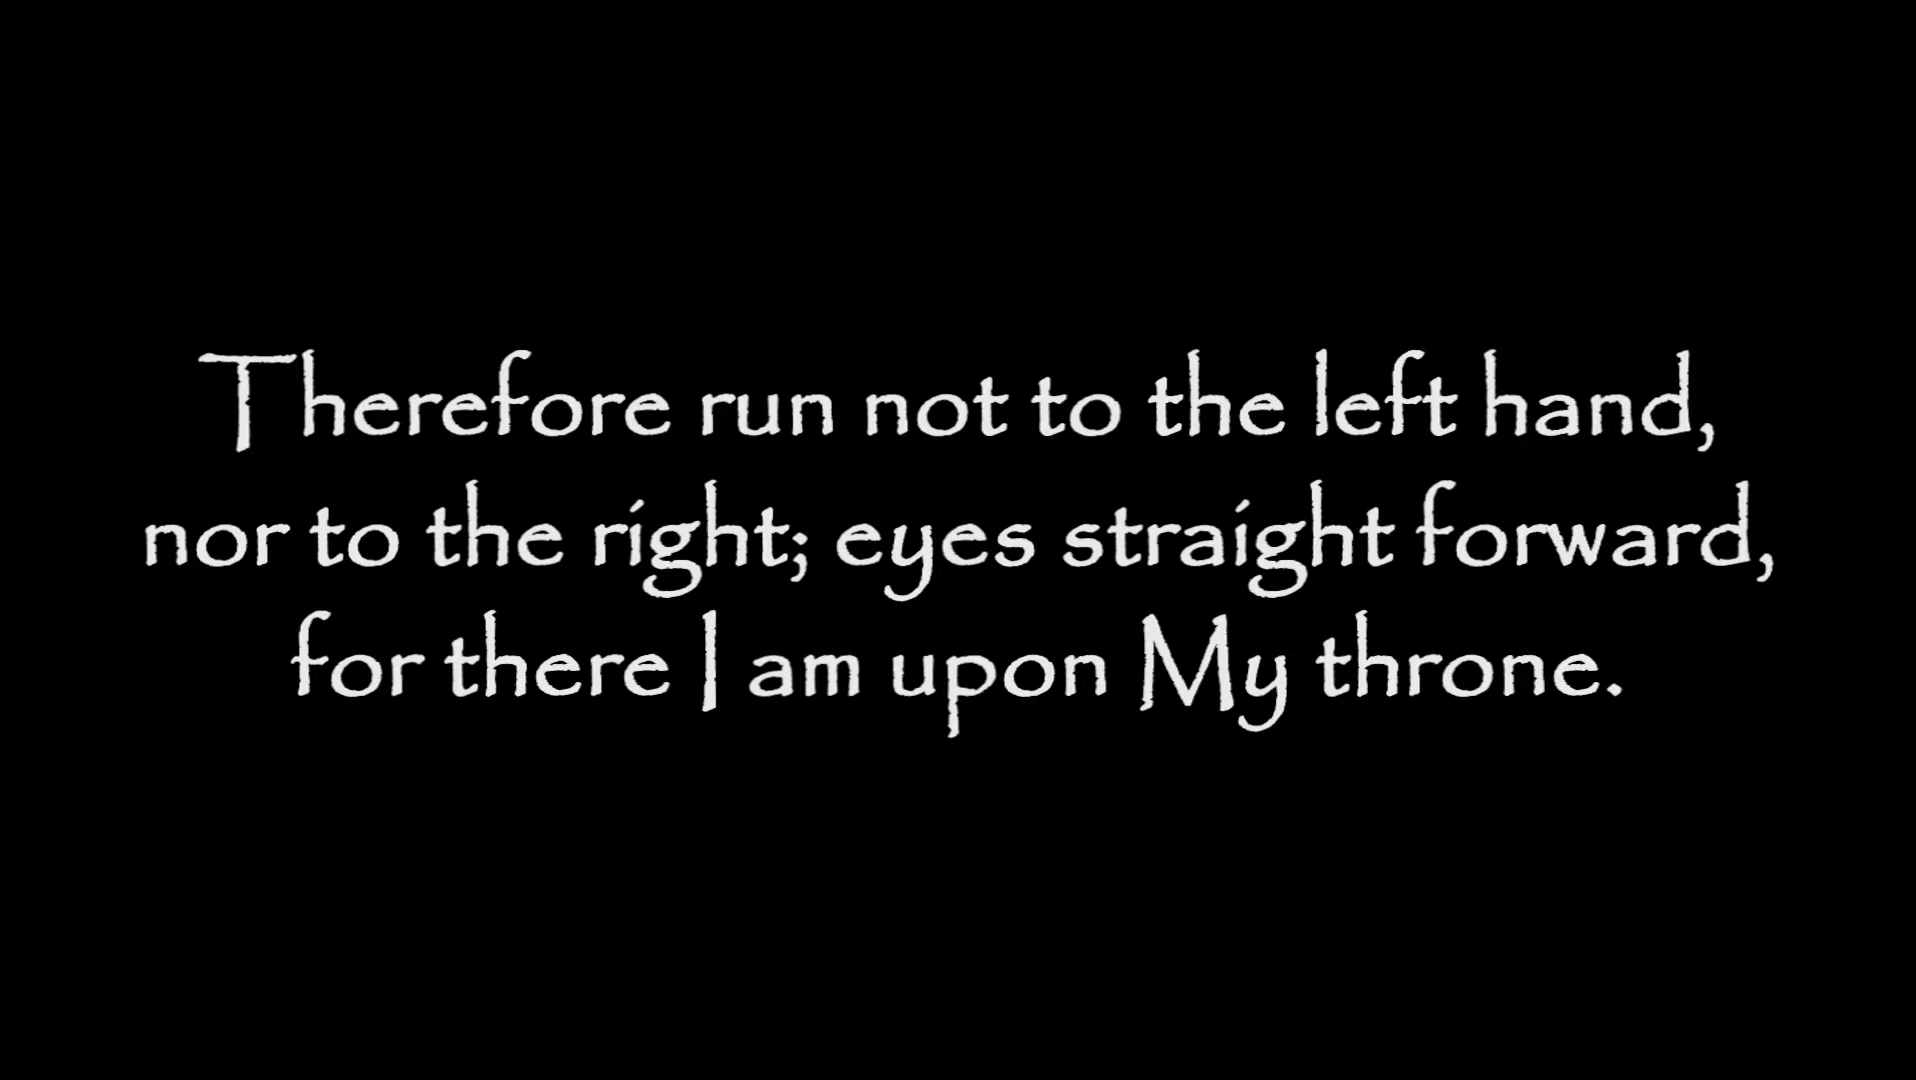 Therefore run not to the left hand,
nor to the right; eyes straight forward,
for there I am upon My throne.